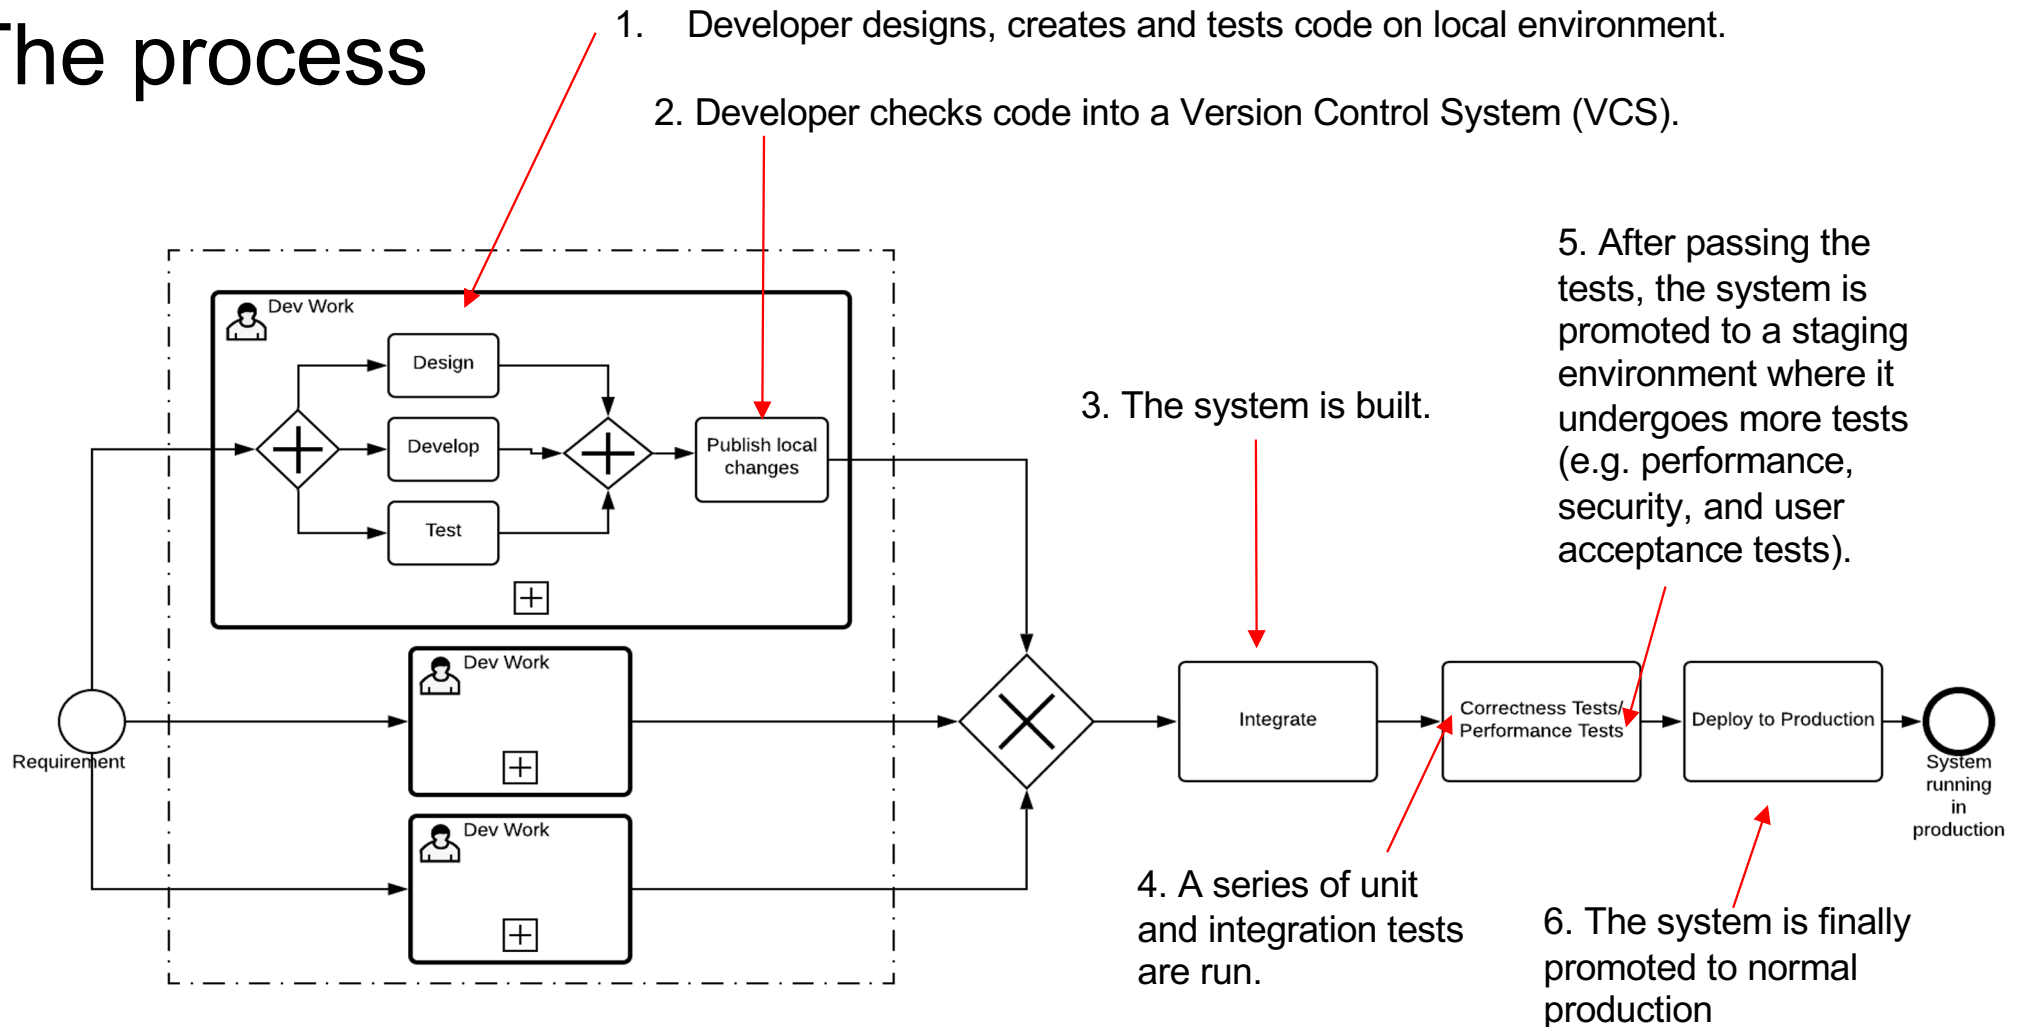 The process
1. Developer designs, creates and tests code on local environment.
2. Developer checks code into a Version Control System (VCS).
5. After passing the
tests, the system is
promoted to a staging
environment where it
undergoes more tests
(e.g. performance,
security, and user
acceptance tests).
Dev Work
Design
Develop
Test
Publish local
changes
3. The system is built.
Dev Work
Dev Work
Requirement
Integrate
Correctness Tests/
Performance Tests
Deploy to Production
System
running
in
production
4. A series of unit
and integration tests
are run.
6. The system is finally
promoted to normal
production